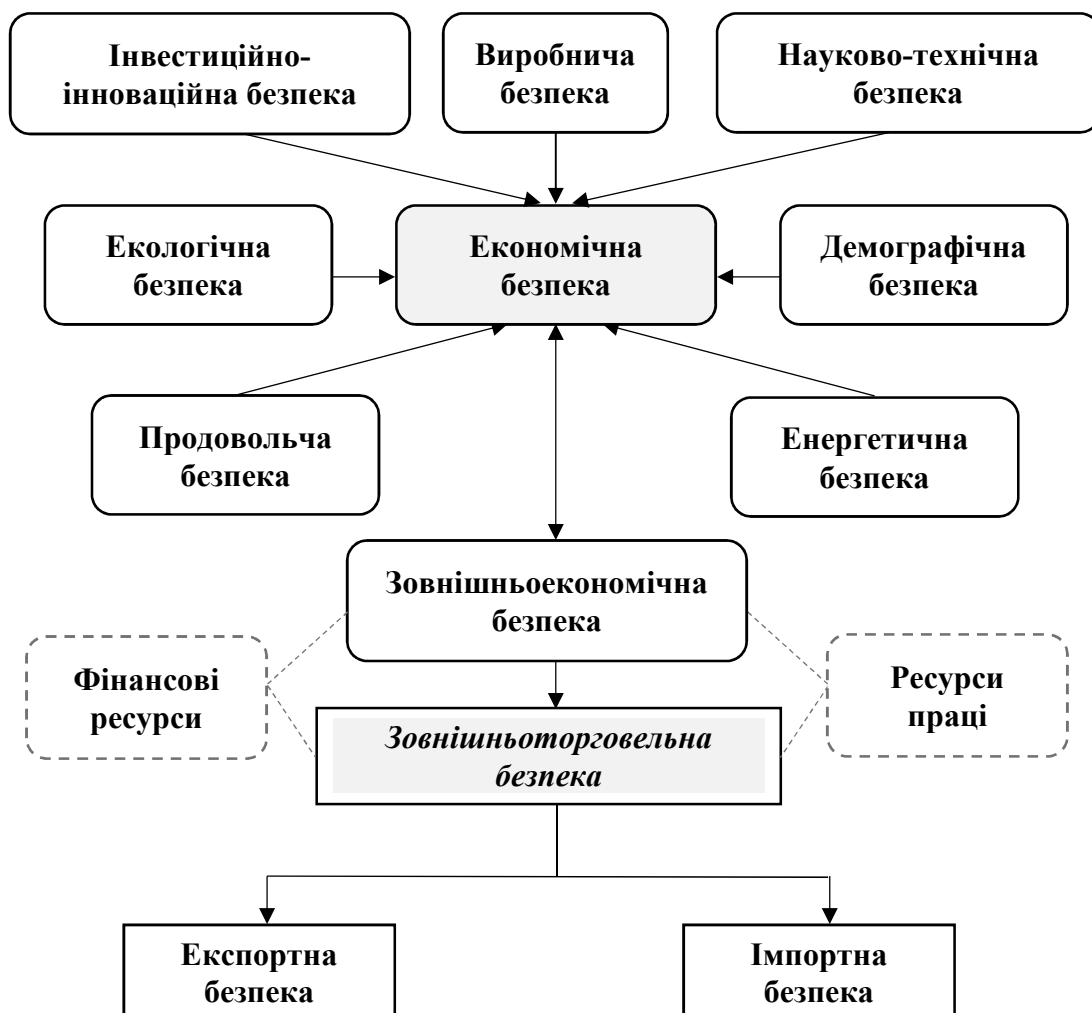 Інвестиційно-
інноваційна безпека
Виробнича
безпека
Науково-технічна
безпека
Екологічна
безпека
Економічна
безпека
Демографічна
безпека
Продовольча
безпека
Енергетична
безпека
Зовнішньоекономічна
безпека
Фінансові
ресурси
Ресурси
праці
Зовнішньоторговельна
безпека
Експортна
безпека
Імпортна
безпека